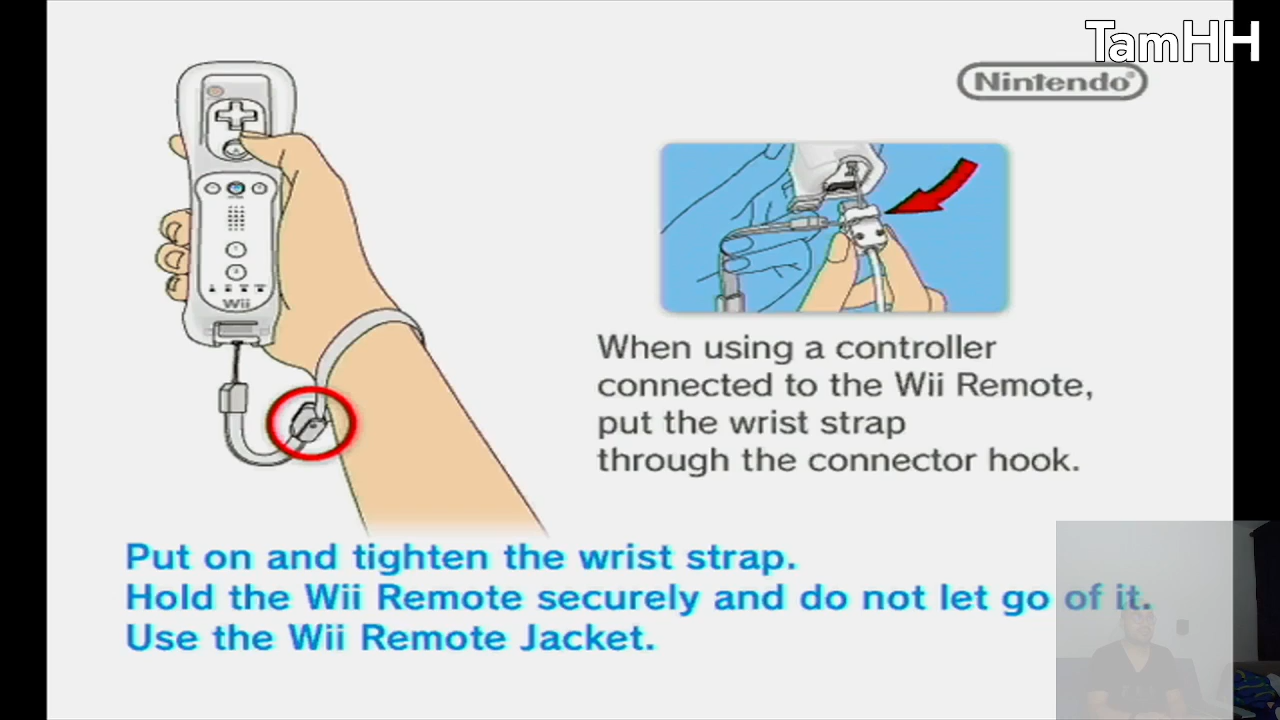 TamHH
Nintendo®
Wii
When using a controller
connected to the Wii Remote,
put the wrist strap
through the connector hook.
Put on and tighten the wrist strap.
Hold the Wii Remote securely and do not let go of it.
Use the Wii Remote Jacket.